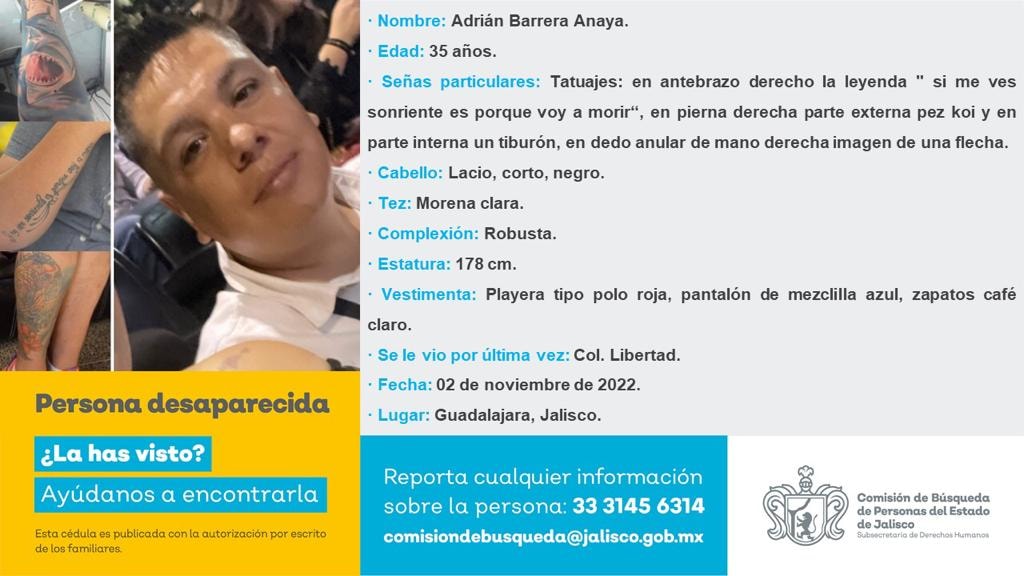 · Nombre: Adrián Barrera Anaya.
· Edad: 35 años.
· Señas particulares: Tatuajes: en antebrazo derecho la leyenda " si me ves
sonriente es porque voy a morir“, en pierna derecha parte externa pez koi y en
parte interna un tiburón, en dedo anular de mano derecha imagen de una flecha.
· Cabello: Lacio, corto, negro.
· Tez: Morena clara.
· Complexión: Robusta.
· Estatura: 178 cm.
· Vestimenta: Playera tipo polo roja, pantalón de mezclilla azul, zapatos café
claro.
· Se le vio por última vez: Col. Libertad.
· Fecha: 02 de noviembre de 2022.
· Lugar: Guadalajara, Jalisco.
Persona desaparecida
¿La has visto?
Ayúdanos a encontrarla
Esta cédula es publicada con la autorización por escrito
de los familiares.
Reporta cualquier información
sobre la persona: 33 3145 6314
comisiondebusqueda@jalisco.gob.mx
Comisión de Búsqueda
de Personas del Estado
de Jalisco
Subsecretaría de Derechos Humanos